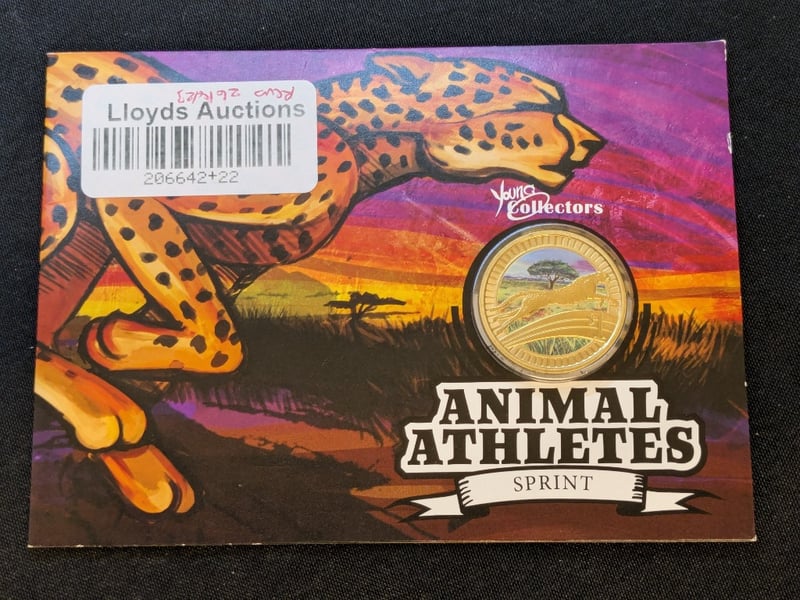 Lloyds Auctions
206642+22
Young
Collectors
ANIMAL
ATHLETES
SPRINT